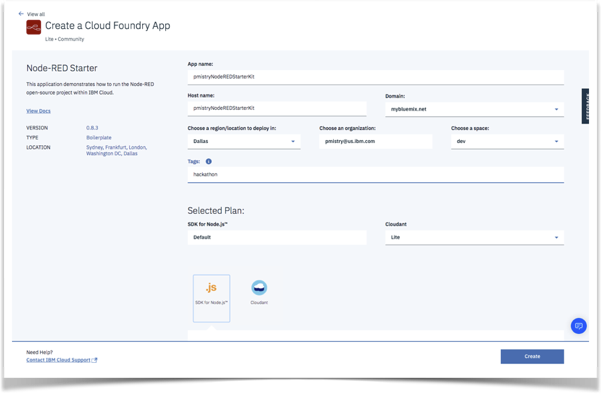 ← View all
Create a Cloud Foundry App
Lite • Community
Node-RED Starter
This application demonstrates how to run the Node-RED
open-source project within IBM Cloud.
View Docs
VERSION 0.8.3
TYPE Boilerplate
LOCATION Sydney, Frankfurt, London,
Washington DC, Dallas
App name:
pmistryNodeREDStarterKit
Host name:
pmistryNodeREDStarterKit
Domain:
mybluemix.net
Choose a region/location to deploy in:
Dallas
Choose an organization:
pmistry@us.ibm.com
Choose a space:
dev
Tags:
hackathon
Selected Plan:
SDK for Node.js™
Default
Cloudant
Lite
.js
SDK for Node.js™
Cloudant
FEEDBACK
Need Help?
Contact IBM Cloud Support
Create